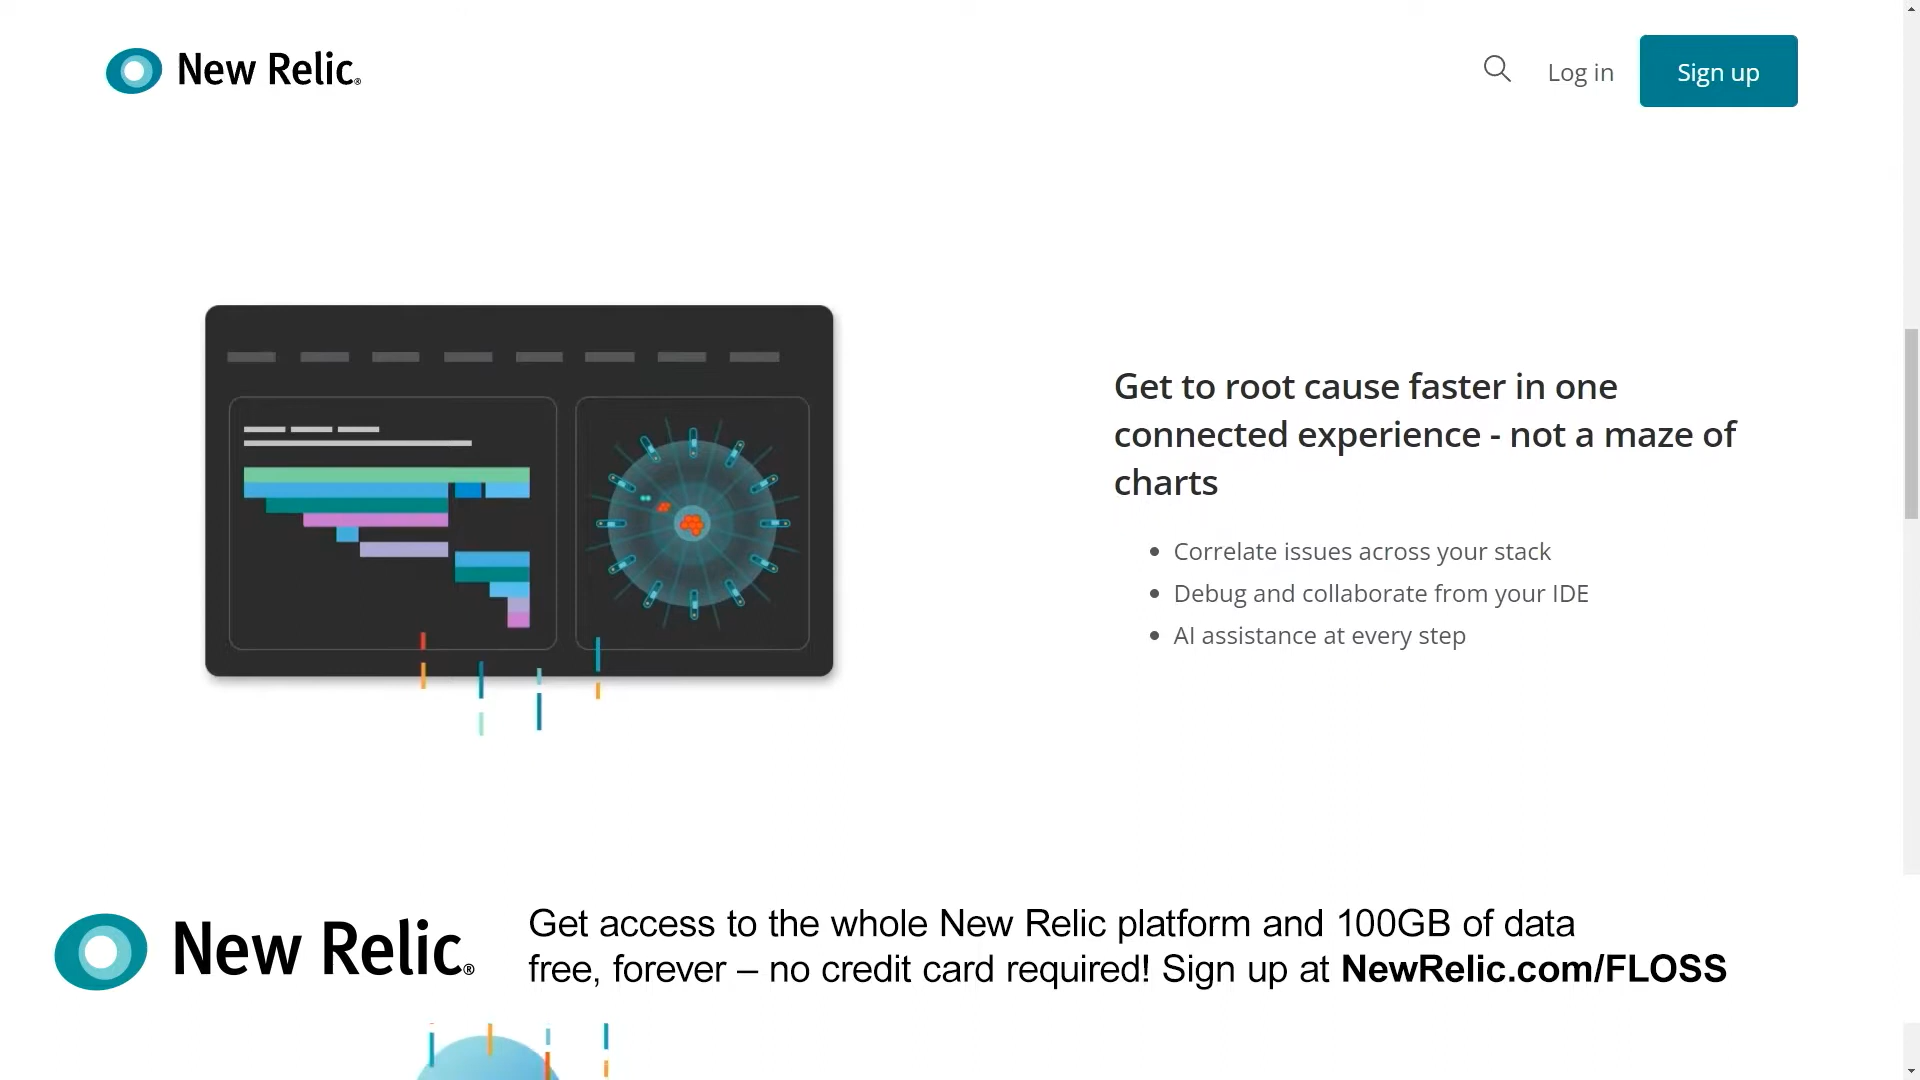 New Relic®
Log in
Sign up
Get to root cause faster in one
connected experience - not a maze of
charts
• Correlate issues across your stack
• Debug and collaborate from your IDE
• AI assistance at every step
New Relic®
Get access to the whole New Relic platform and 100GB of data
free, forever – no credit card required! Sign up at NewRelic.com/FLOSS